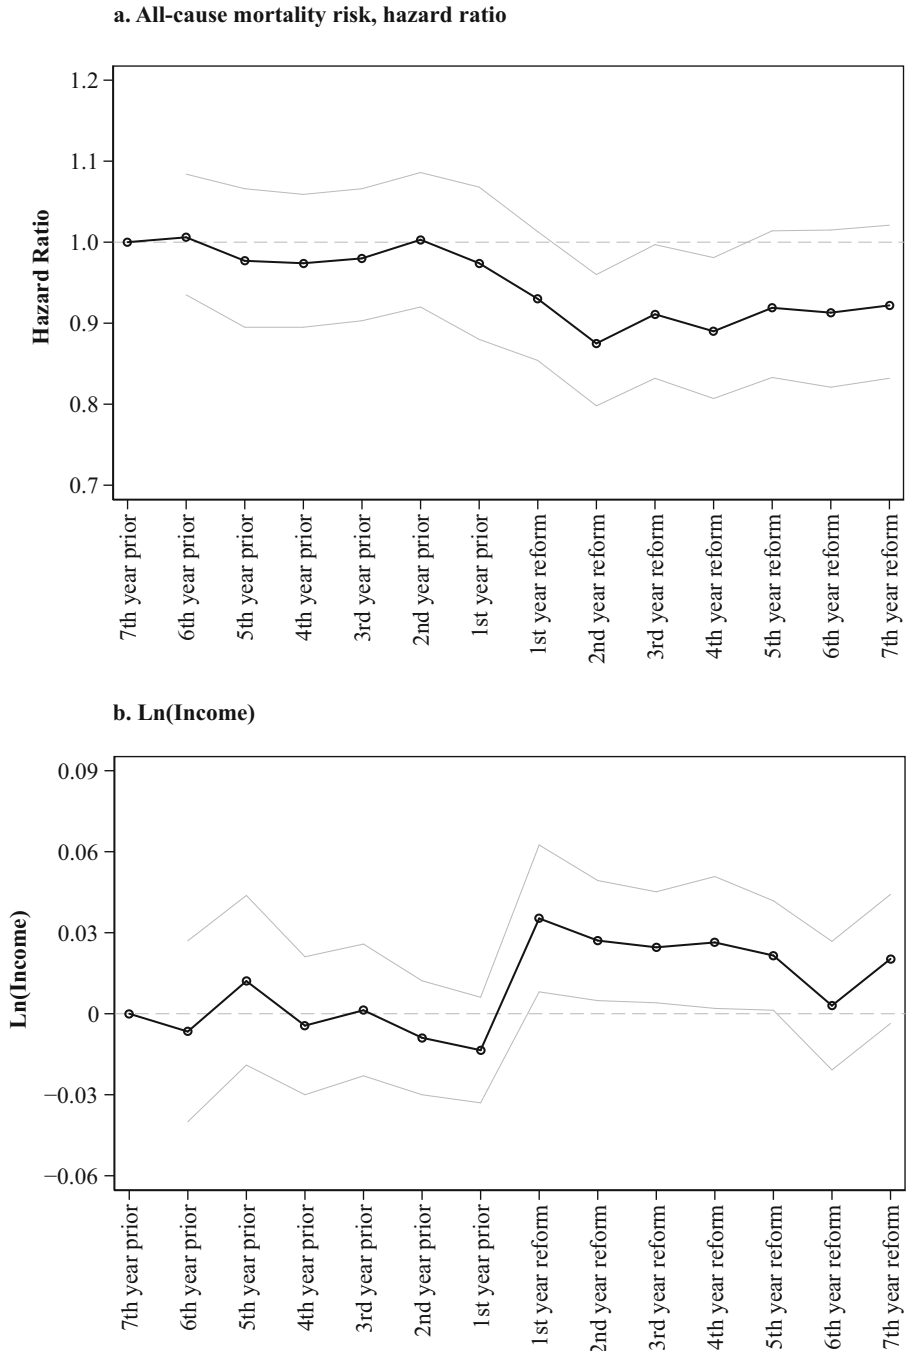 a. All-cause mortality risk, hazard ratio
1.2
1.1
1.0
0.9
0.8
0.7
Hazard Ratio
7th year prior
6th year prior
5th year prior
4th year prior
3rd year prior
2nd year prior
1st year prior
1st year reform
2nd year reform
3rd year reform
4th year reform
5th year reform
6th year reform
7th year reform
b. Ln(Income)
0.09
0.06
0.03
0
−0.03
−0.06
Ln(Income)
7th year prior
6th year prior
5th year prior
4th year prior
3rd year prior
2nd year prior
1st year prior
1st year reform
2nd year reform
3rd year reform
4th year reform
5th year reform
6th year reform
7th year reform